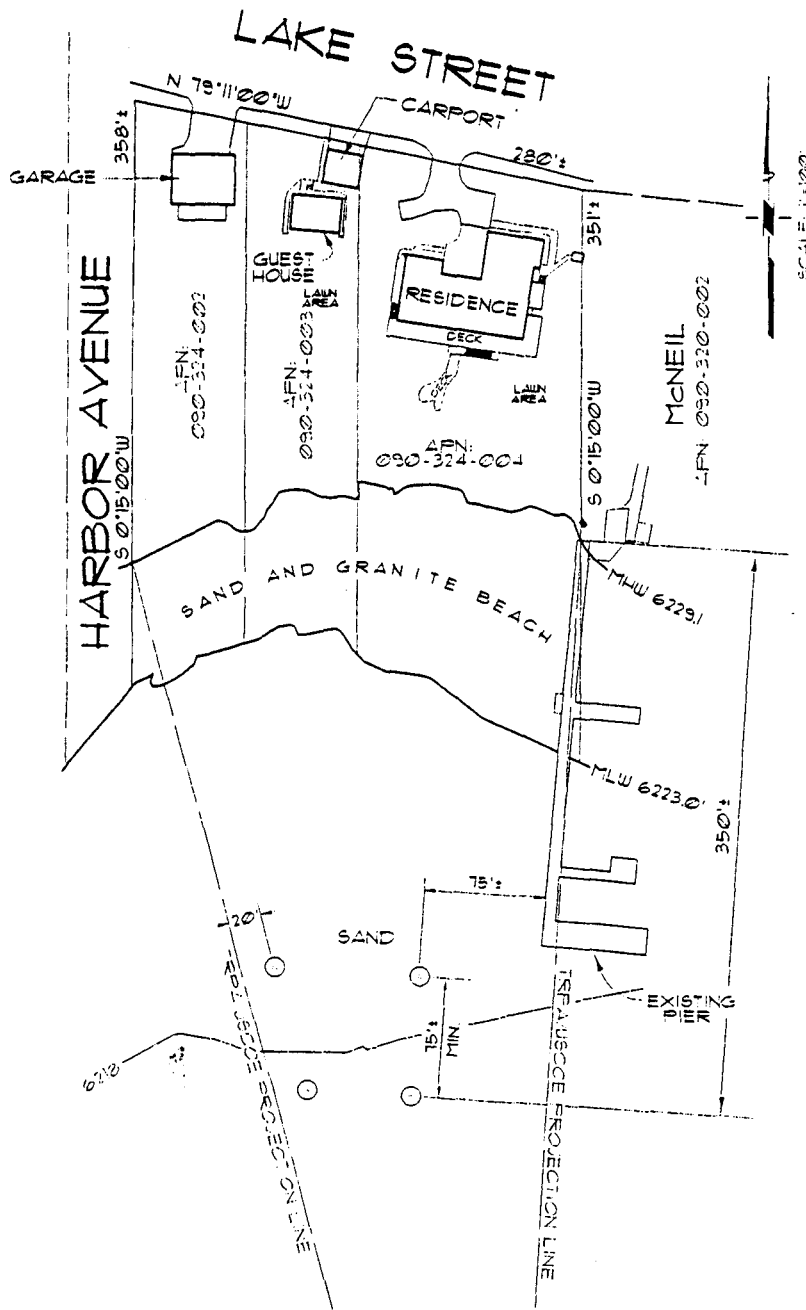 LAKE STREET
N 79°11'00"W
CARPORT
358'±
280'±
GARAGE
351'±
SCALE: 1"=100'
GUEST
HOUSE
LAWN
AREA
RESIDENCE
DECK
LAWN
AREA
HARBOR AVENUE
S 0°15'00"W
APN:
090-324-002
APN:
090-324-003
APN:
090-324-004
S 0°15'00"W
McNEIL
APN: 090-320-002
SAND AND GRANITE BEACH
MHW 6229.1
MLW 6223.0'
350'±
75'±
20'
SAND
EXISTING
PIER
75'±
MIN
PROJECTION LINE
PROJECTION LINE